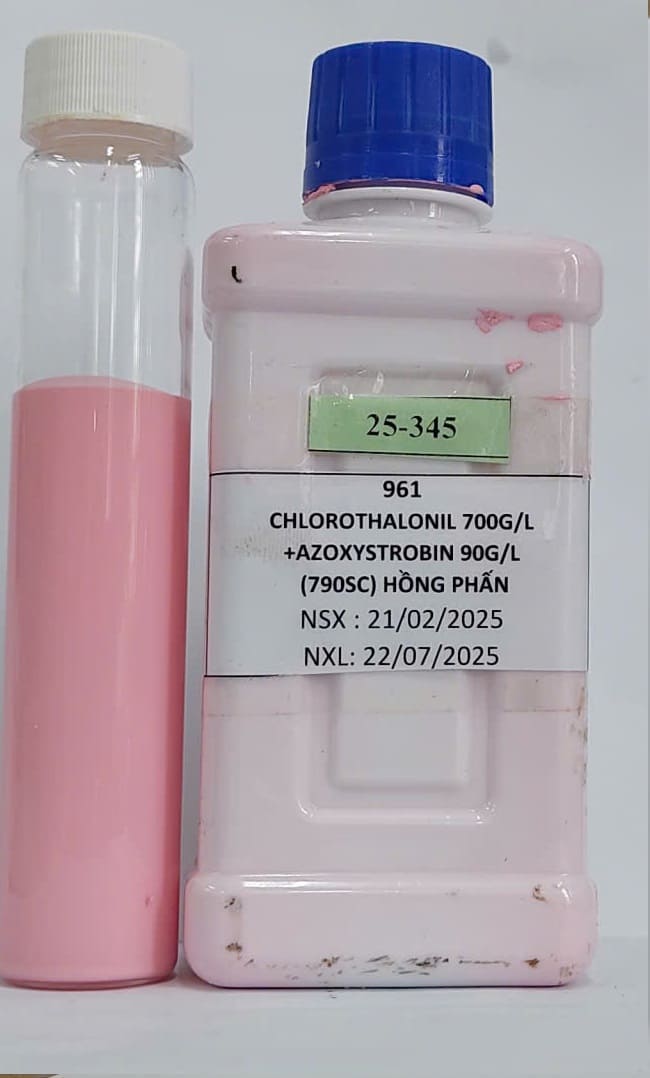 25-345
961
CHLOROTHALONIL 700G/L
+AZOXYSTROBIN 90G/L
(790SC) HỒNG PHẤN
NSX : 21/02/2025
NXL: 22/07/2025